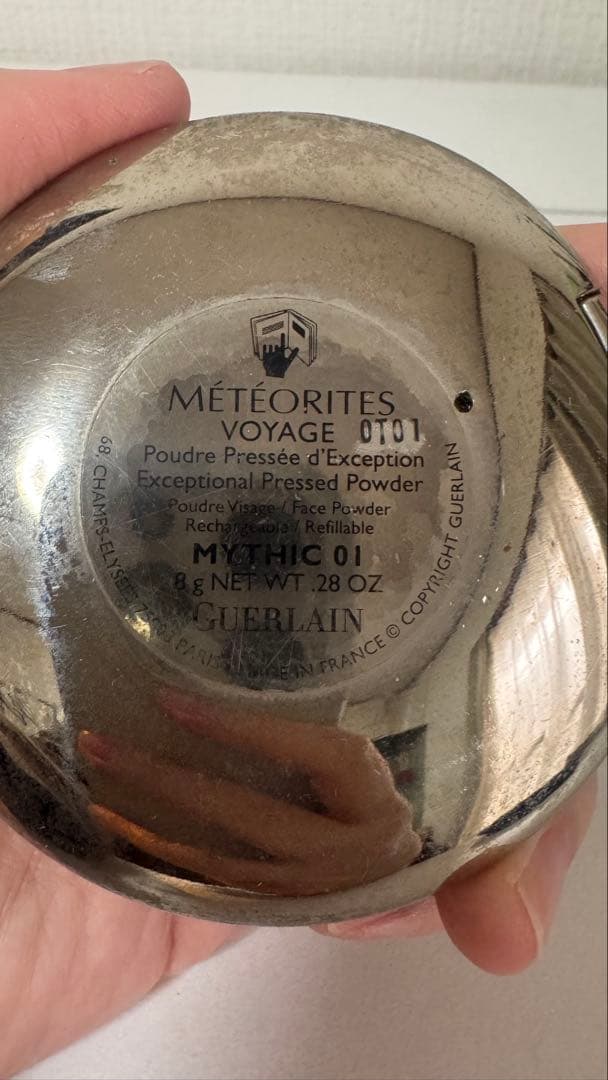 MÉTÉORITES
VOYAGE 0T01
Poudre Pressée d'Exception
Exceptional Pressed Powder
Poudre Visage / Face Powder
Rechargeable / Refillable
MYTHIC 01
8 g NET WT .28 OZ
GUERLAIN
68, CHAMPS-ELYSEES PARIS MADE IN FRANCE © COPYRIGHT GUERLAIN